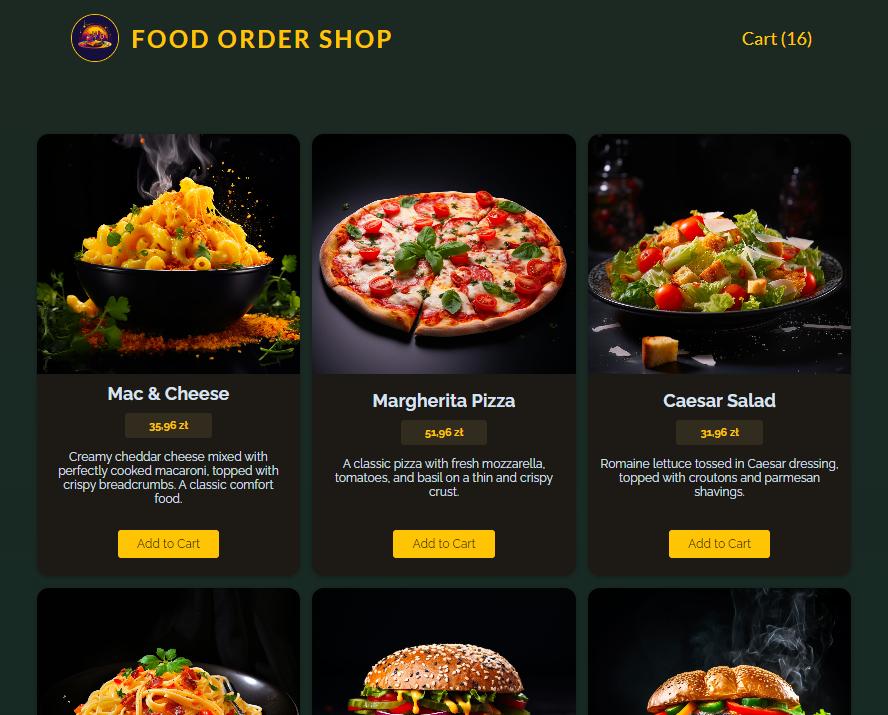 FOOD ORDER SHOP
Cart (16)
Mac & Cheese
35,96 zł
Creamy cheddar cheese mixed with
perfectly cooked macaroni, topped with
crispy breadcrumbs. A classic comfort
food.
Add to Cart
Margherita Pizza
51,96 zł
A classic pizza with fresh mozzarella,
tomatoes, and basil on a thin and crispy
crust.
Add to Cart
Caesar Salad
31,96 zł
Romaine lettuce tossed in Caesar dressing,
topped with croutons and parmesan
shavings.
Add to Cart